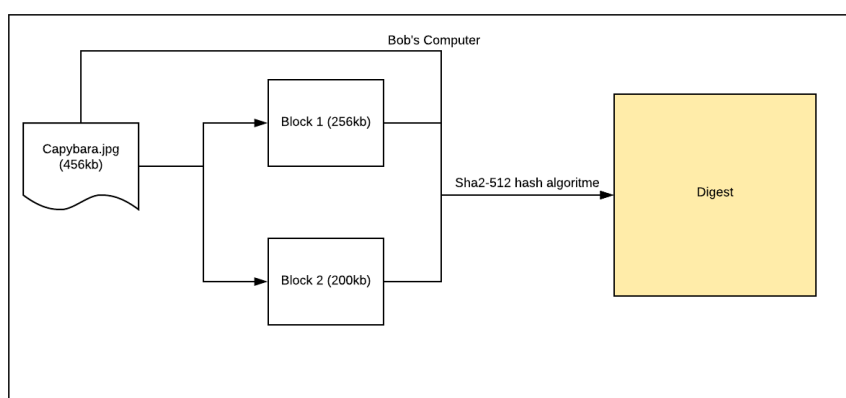 Bob's Computer
Capybara.jpg
(456kb)
Block 1 (256kb)
Block 2 (200kb)
Sha2-512 hash algoritme
Digest